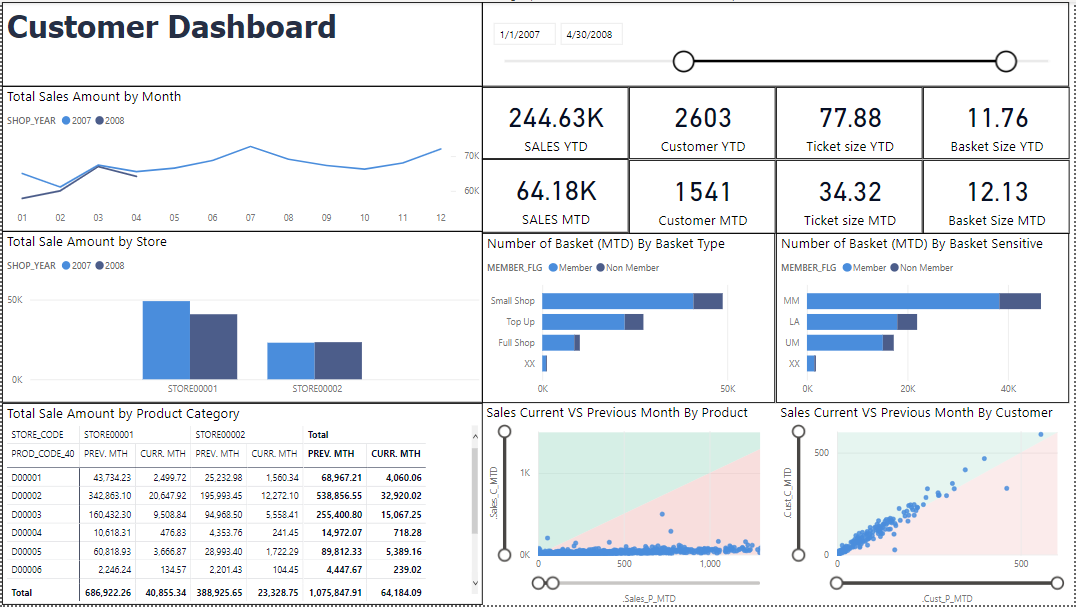 Customer Dashboard
1/1/2007 4/30/2008
Total Sales Amount by Month
SHOP_YEAR 2007 2008
70K
60K
01 02 03 04 05 06 07 08 09 10 11 12
244.63K 2603 77.88 11.76
SALES YTD Customer YTD Ticket size YTD Basket Size YTD
64.18K 1541 34.32 12.13
SALES MTD Customer MTD Ticket size MTD Basket Size MTD
Total Sale Amount by Store
SHOP_YEAR 2007 2008
50K
0K
STORE00001 STORE00002
Number of Basket (MTD) By Basket Type
MEMBER_FLG Member Non Member
Small Shop
Top Up
Full Shop
XX
0K 50K
Number of Basket (MTD) By Basket Sensitive
MEMBER_FLG Member Non Member
MM
LA
UM
XX
0K 20K 40K
Total Sale Amount by Product Category
STORE_CODE STORE00001 STORE00002 Total
PROD_CODE_40 PREV. MTH CURR. MTH PREV. MTH CURR. MTH PREV. MTH CURR. MTH
D00001 43,734.23 2,499.72 25,232.98 1,560.34 68,967.21 4,060.06
D00002 342,863.10 20,647.92 195,993.45 12,272.10 538,856.55 32,920.02
D00003 160,432.30 9,508.84 94,968.50 5,558.41 255,400.80 15,067.25
D00004 10,618.31 476.83 4,353.76 241.45 14,972.07 718.28
D00005 60,818.93 3,666.87 28,993.40 1,722.29 89,812.33 5,389.16
D00006 2,246.24 134.57 2,201.43 104.45 4,447.67 239.02
Total 686,922.26 40,855.34 388,925.65 23,328.75 1,075,847.91 64,184.09
Sales Current VS Previous Month By Product
.Sales_C_MTD
1K
0K
0 500 1,000
.Sales_P_MTD
Sales Current VS Previous Month By Customer
.Cust_C_MTD
500
0
0 500
.Cust_P_MTD